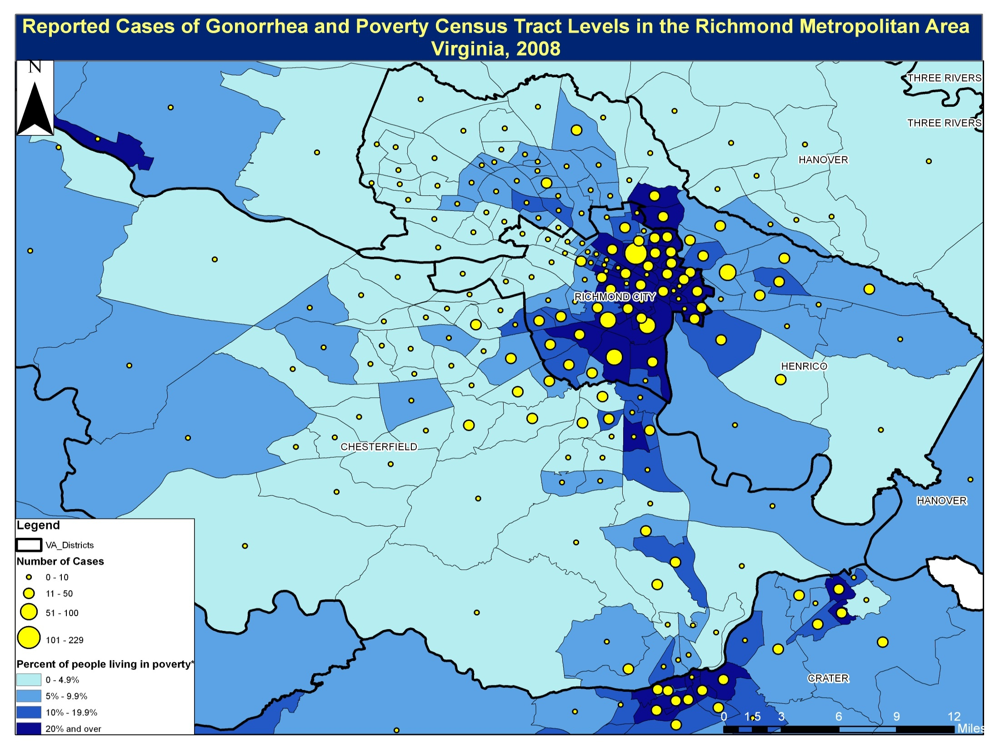 Reported Cases of Gonorrhea and Poverty Census Tract Levels in the Richmond Metropolitan Area
Virginia, 2008
N
THREE RIVERS
THREE RIVERS
HANOVER
RICHMOND CITY
HENRICO
CHESTERFIELD
HANOVER
CRATER
Legend
VA_Districts
Number of Cases
0 - 10
11 - 50
51 - 100
101 - 229
Percent of people living in poverty*
0 - 4.9%
5% - 9.9%
10% - 19.9%
20% and over
0 1.5 3 6 9 12
Miles